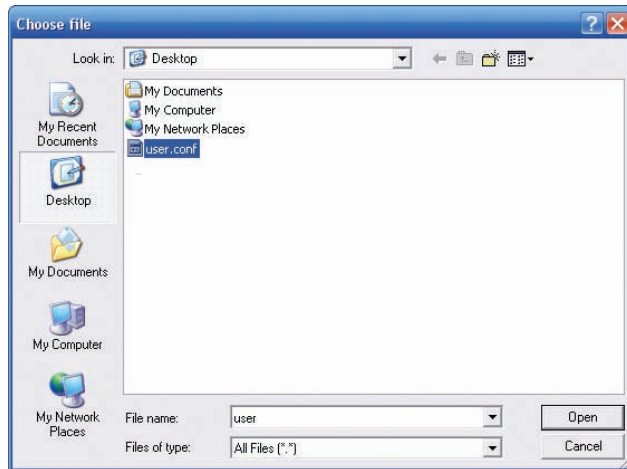 Choose file
Look in:
Desktop
My Recent
Documents
Desktop
My Documents
My Computer
My Network
Places
My Documents
My Computer
My Network Places
user.conf
File name:
user
Open
Files of type:
All Files (*.*)
Cancel